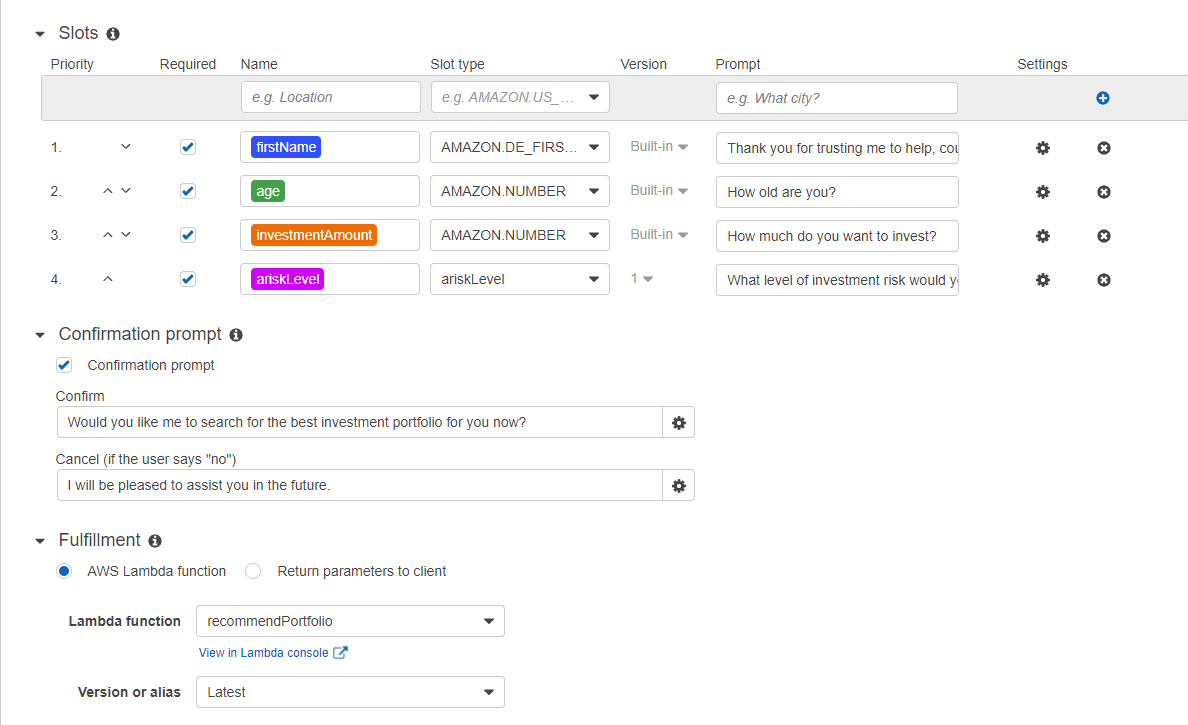 Slots
Priority Required Name Slot type Version Prompt Settings
e.g. Location e.g. AMAZON.US_... e.g. What city?
1. firstName AMAZON.DE_FIRS... Built-in Thank you for trusting me to help, cou
2. age AMAZON.NUMBER Built-in How old are you?
3. investmentAmount AMAZON.NUMBER Built-in How much do you want to invest?
4. ariskLevel ariskLevel 1 What level of investment risk would y
Confirmation prompt
Confirmation prompt
Confirm
Would you like me to search for the best investment portfolio for you now?
Cancel (if the user says "no")
I will be pleased to assist you in the future.
Fulfillment
AWS Lambda function Return parameters to client
Lambda function recommendPortfolio
View in Lambda console
Version or alias Latest